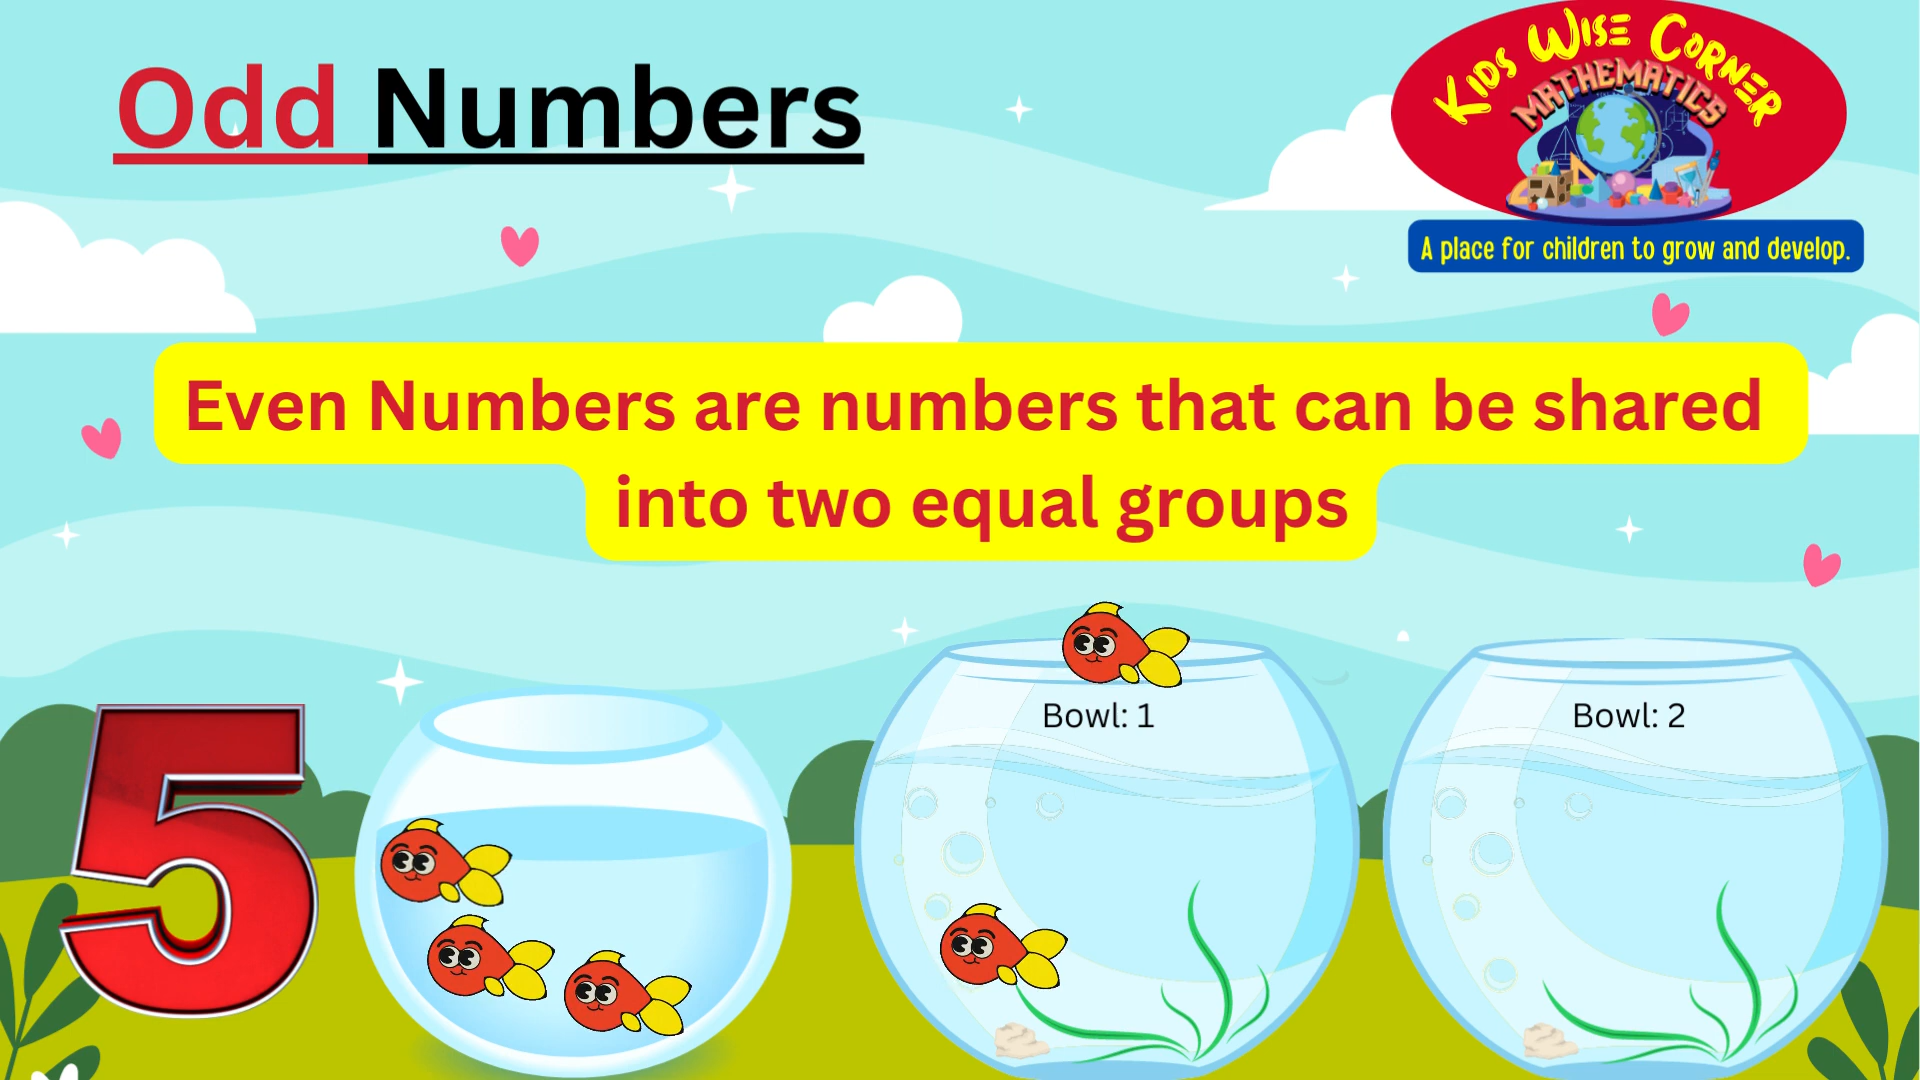 Odd Numbers
KIDS WISE CORNER
MATHEMATICS
A place for children to grow and develop.
Even Numbers are numbers that can be shared
into two equal groups
5
Bowl: 1
Bowl: 2